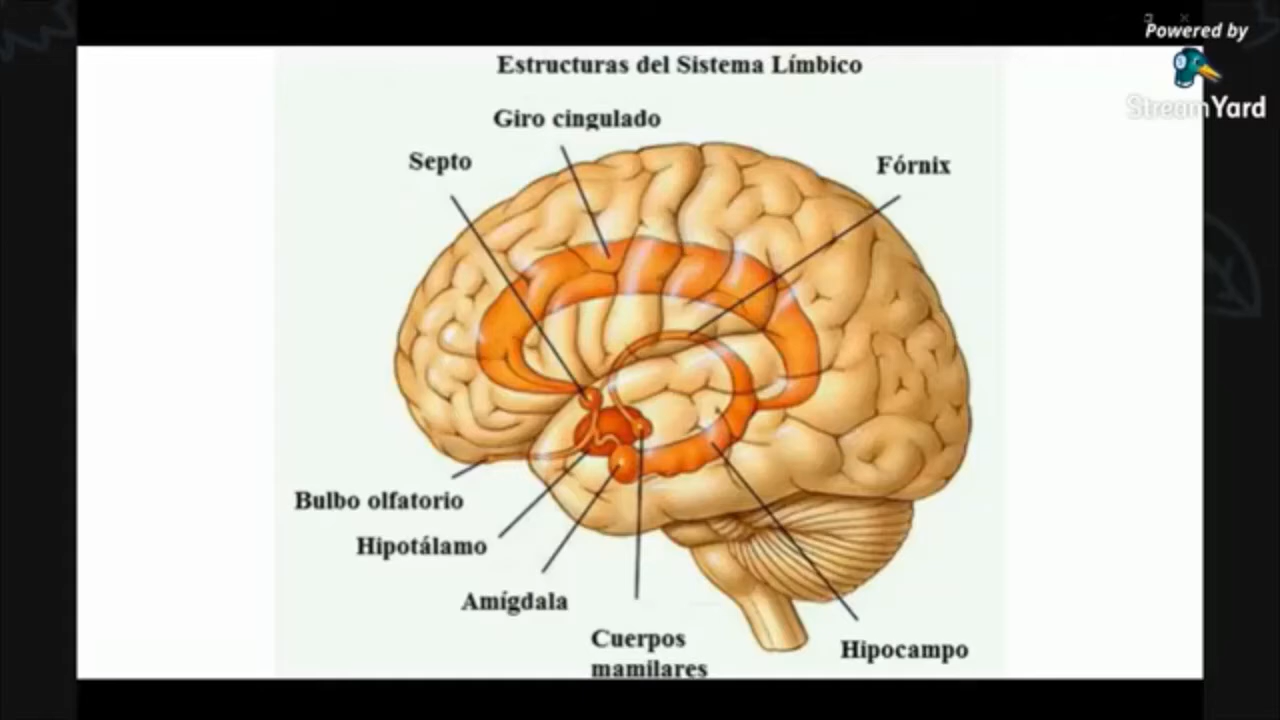 Powered by
StreamYard
Estructuras del Sistema Límbico
Giro cingulado
Septo
Fórnix
Bulbo olfatorio
Hipotálamo
Amígdala
Cuerpos
mamilares
Hipocampo